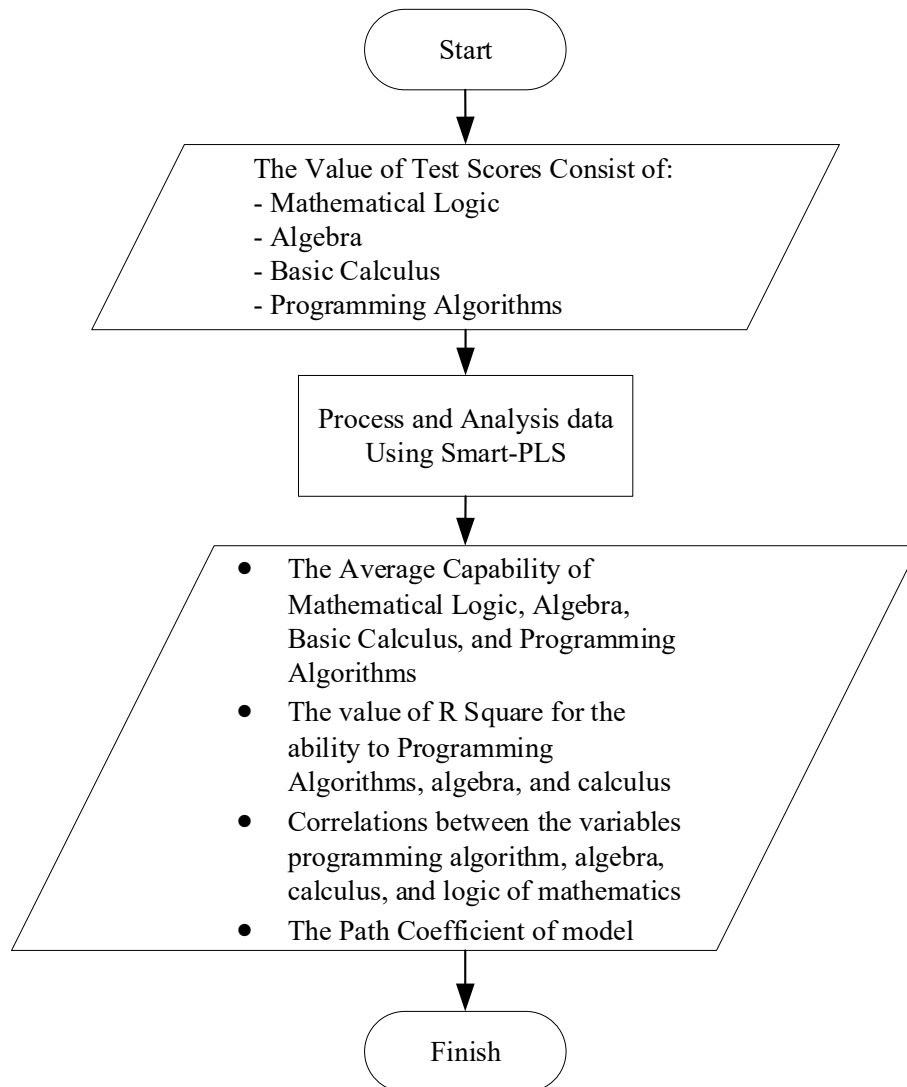 Start
The Value of Test Scores Consist of:
- Mathematical Logic
- Algebra
- Basic Calculus
- Programming Algorithms
Process and Analysis data
Using Smart-PLS
● The Average Capability of
Mathematical Logic, Algebra,
Basic Calculus, and Programming
Algorithms
● The value of R Square for the
ability to Programming
Algorithms, algebra, and calculus
● Correlations between the variables
programming algorithm, algebra,
calculus, and logic of mathematics
● The Path Coefficient of model
Finish